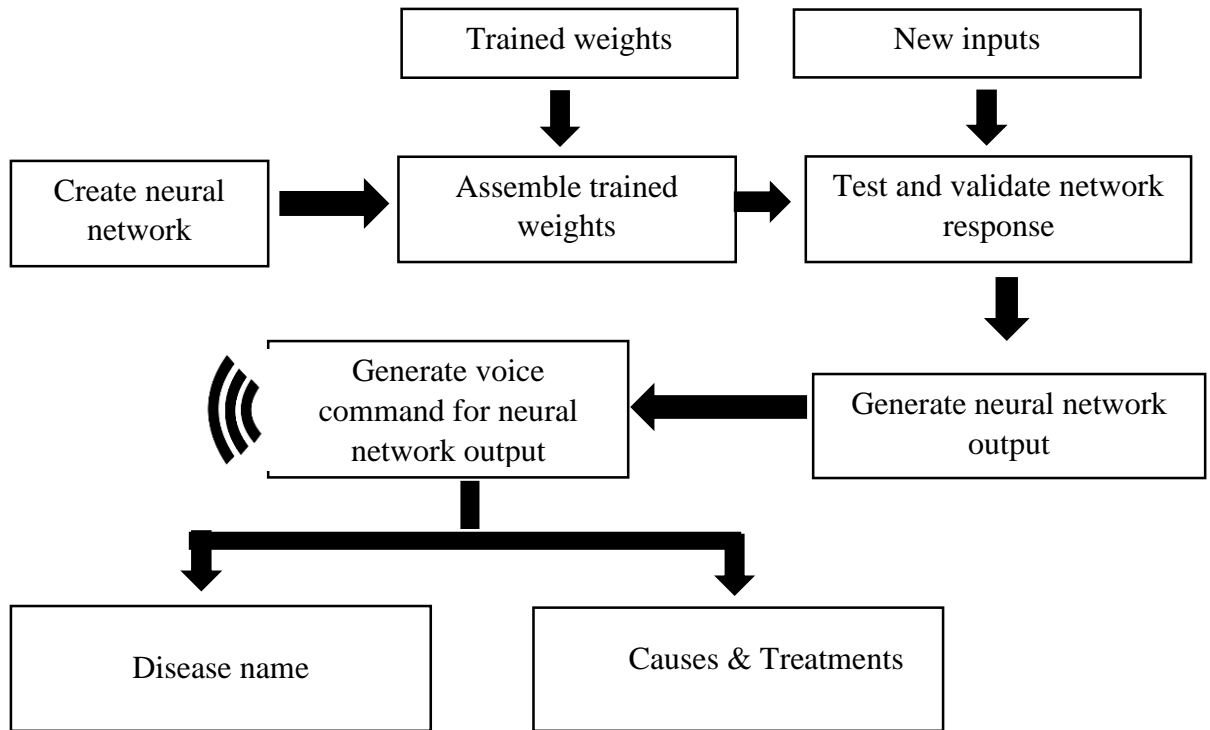 Trained weights
New inputs
Create neural
network
Assemble trained
weights
Test and validate network
response
Generate voice
command for neural
network output
Generate neural network
output
Disease name
Causes & Treatments